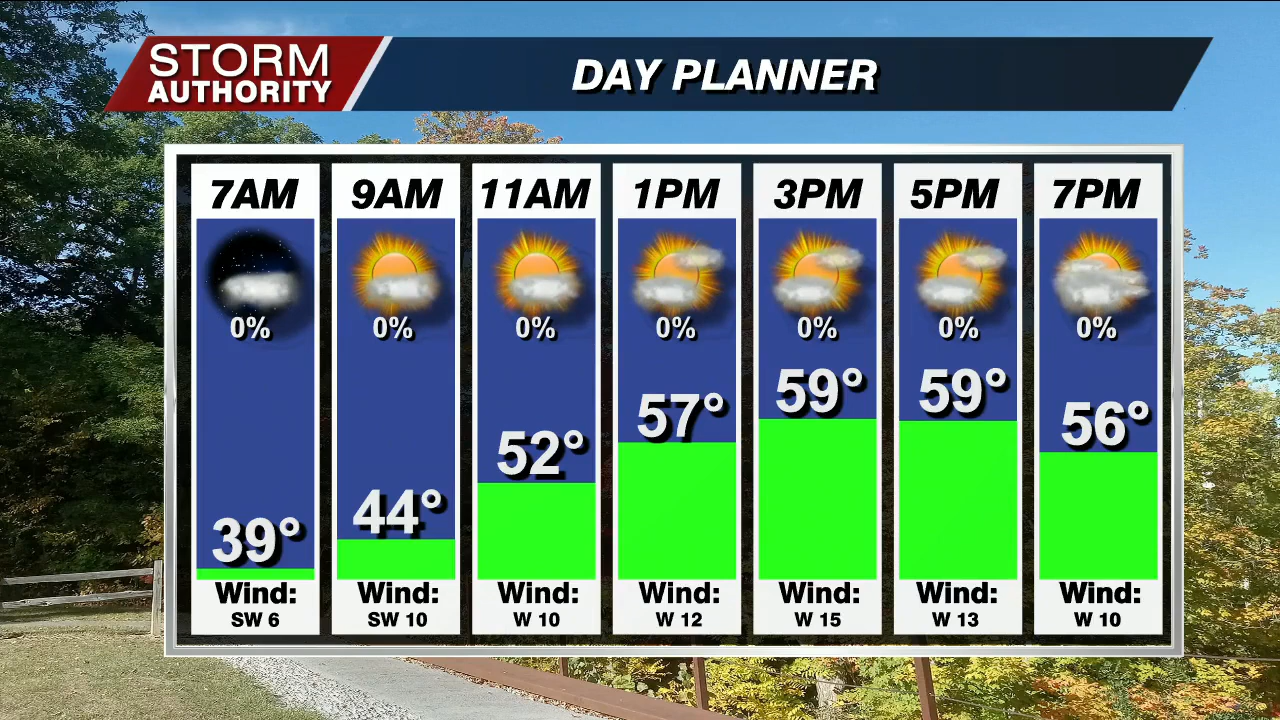 STORM
AUTHORITY
DAY PLANNER
7AM
0%
39°
Wind:
SW 6
9AM
0%
44°
Wind:
SW 10
11AM
0%
52°
Wind:
W 10
1PM
0%
57°
Wind:
W 12
3PM
0%
59°
Wind:
W 15
5PM
0%
59°
Wind:
W 13
7PM
0%
56°
Wind:
W 10